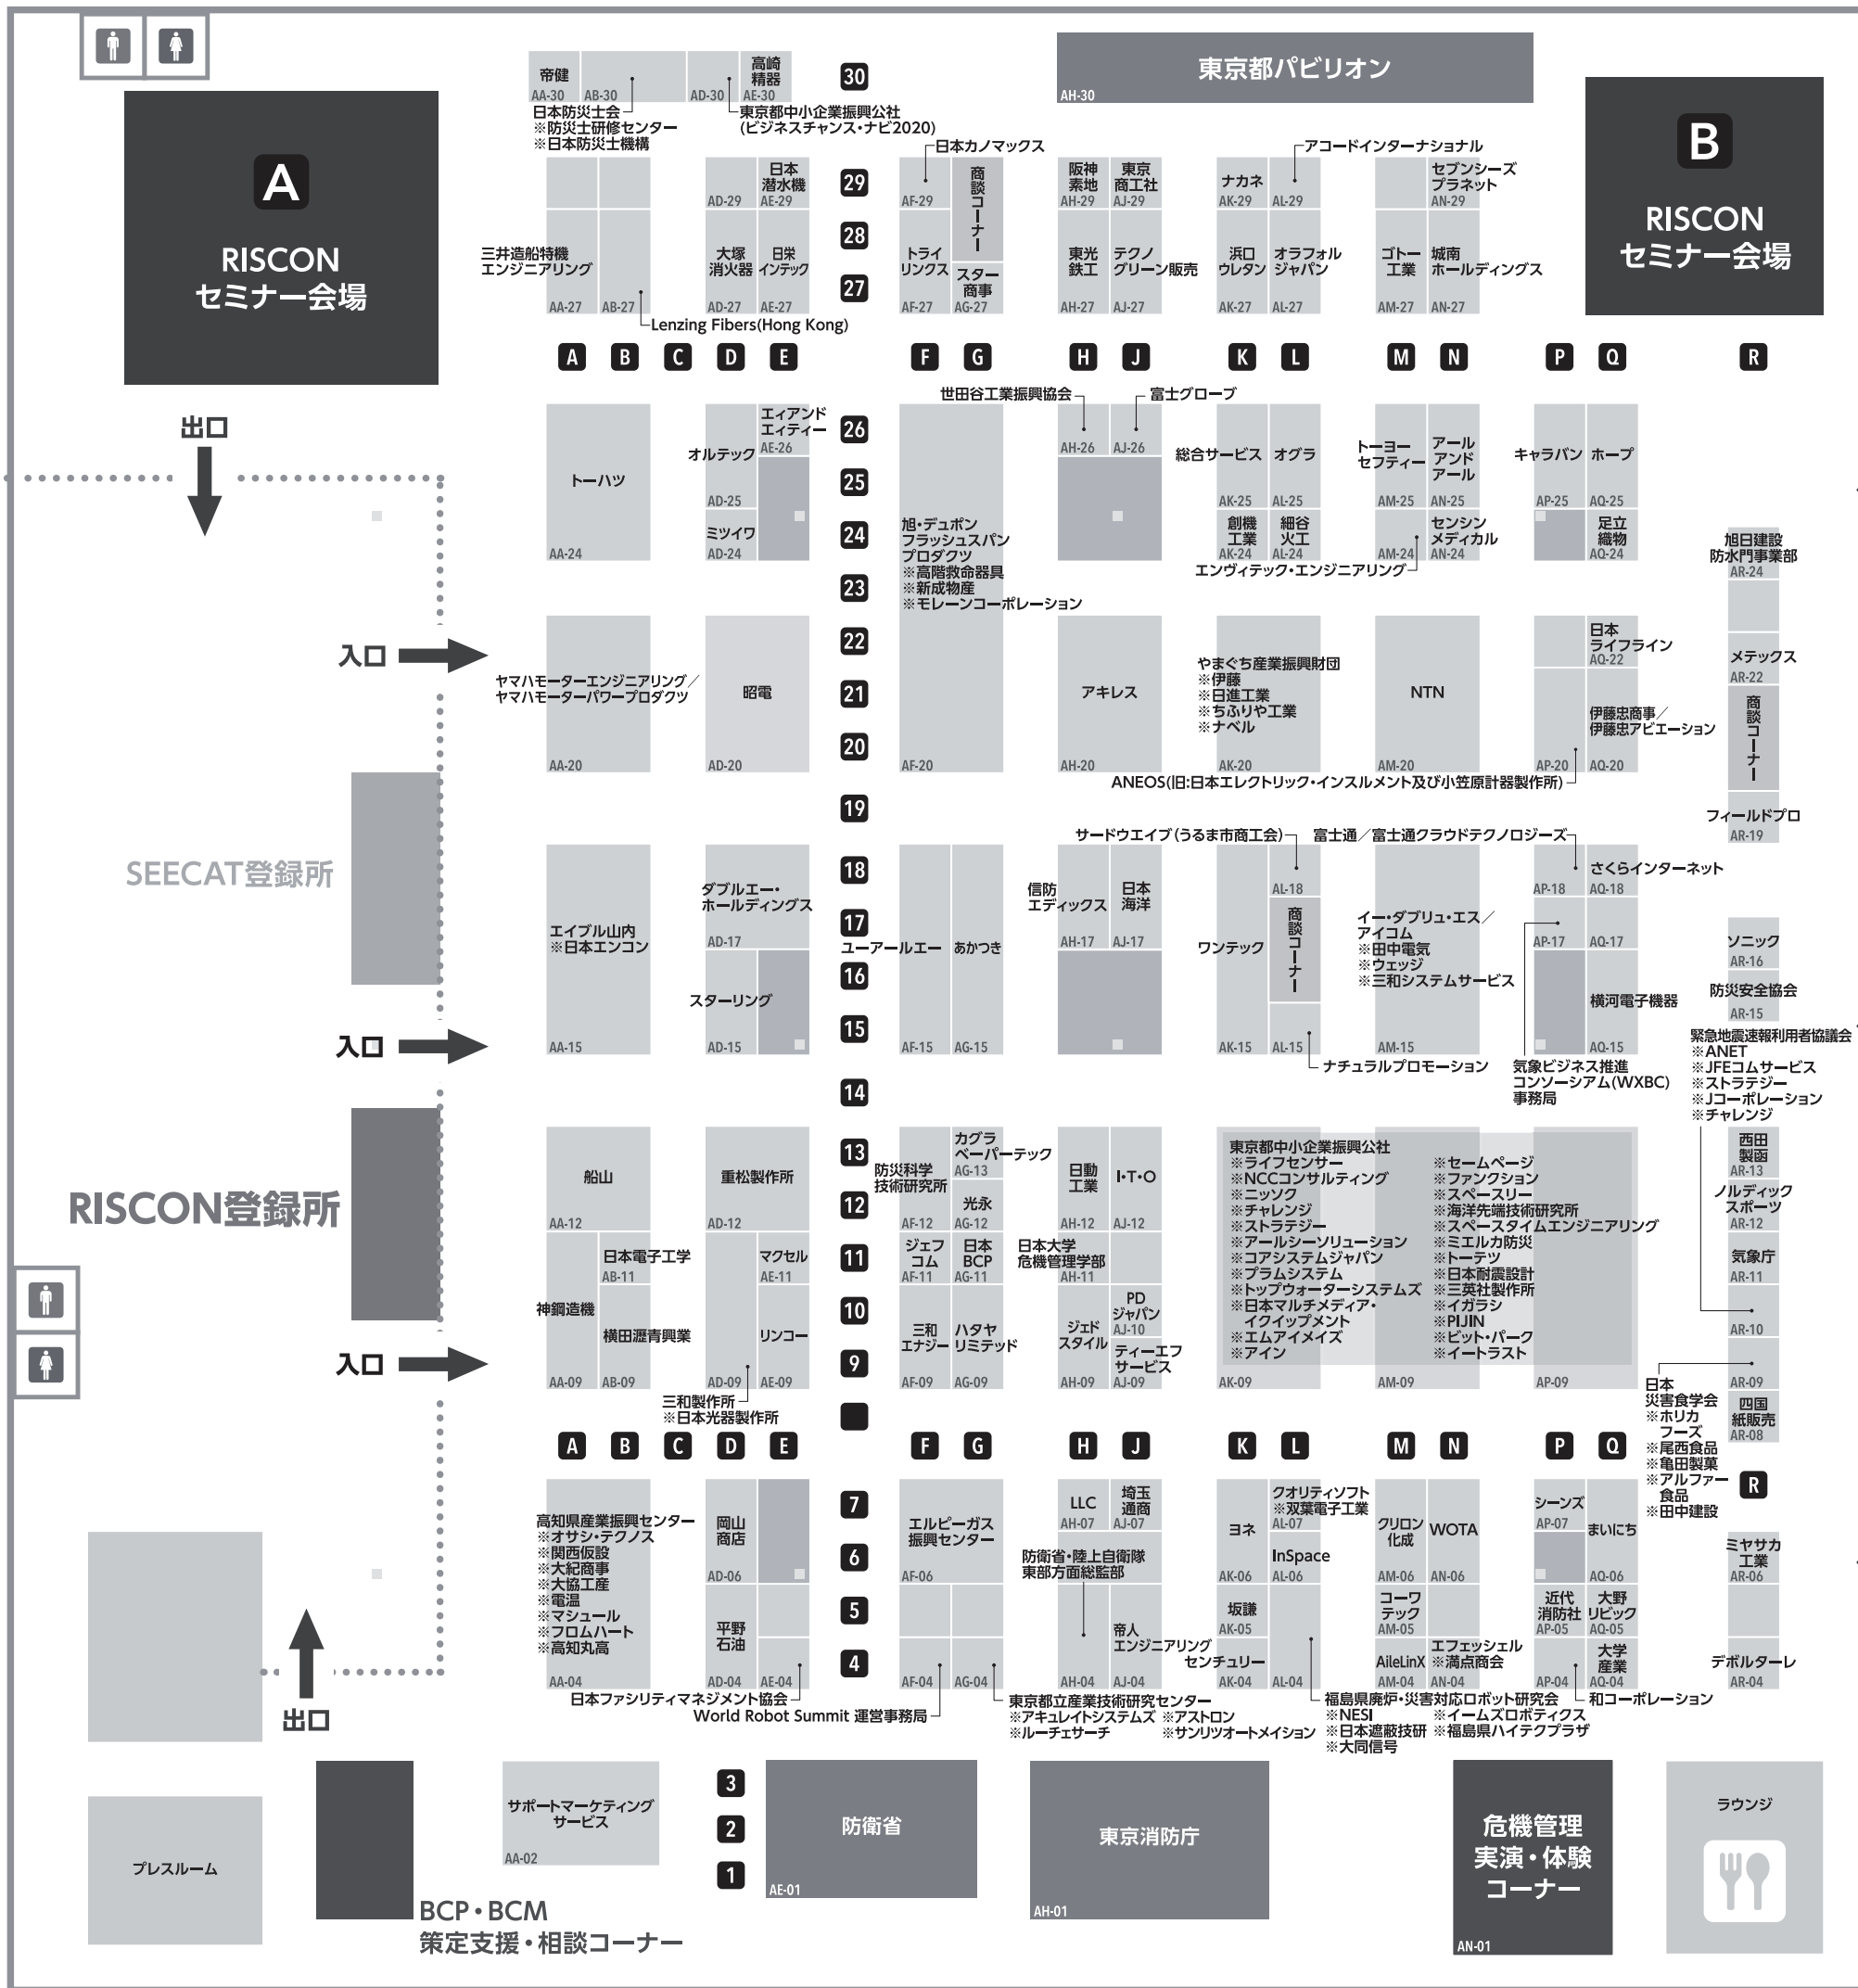 東京都パビリオン
AH-30
帝健
AA-30
AB-30
AD-30
高崎
精器
AE-30
30
日本防災士会
※防災士研修センター
※日本防災士機構
東京都中小企業振興公社
(ビジネスチャンス・ナビ2020)
A
RISCON
セミナー会場
B
RISCON
セミナー会場
日本カノマックス
アコードインターナショナル
AD-29
日本
潜水機
AE-29
29
AF-29
商談コーナー
阪神
素地
AH-29
東京
商工社
AJ-29
ナカネ
AK-29
AL-29
セブンシーズ
プラネット
AN-29
28
27
三井造船特機
エンジニアリング
AA-27
AB-27
大塚
消火器
AD-27
日栄
インテック
AE-27
トライ
リンクス
AF-27
スター
商事
AG-27
東光
鉄工
AH-27
テクノ
グリーン販売
AJ-27
浜口
ウレタン
AK-27
オラフォル
ジャパン
AL-27
ゴトー
工業
AM-27
城南
ホールディングス
AN-27
Lenzing Fibers(Hong Kong)
A
B
C
D
E
F
G
H
J
K
L
M
N
P
Q
R
出口
世田谷工業振興協会
富士グローブ
トーハツ
AA-24
オルテック
AD-25
エィアンド
エィティー
AE-26
ミツイワ
AD-24
26
25
24
23
旭・デュポン
フラッシュスパン
プロダクツ
※高階救命器具
※新成物産
※モレーンコーポレーション
AF-20
AH-26
AJ-26
総合サービス
AK-25
オグラ
AL-25
トーヨー
セフティー
AM-25
アール
アンド
アール
AN-25
キャラバン
AP-25
ホープ
AQ-25
創機
工業
AK-24
細谷
火工
AL-24
AM-24
センシン
メディカル
AN-24
足立
織物
AQ-24
エンヴィテック・エンジニアリング
旭日建設
防水門事業部
AR-24
入口
ヤマハモーターエンジニアリング／
ヤマハモーターパワープロダクツ
AA-20
昭電
AD-20
22
21
20
アキレス
AH-20
やまぐち産業振興財団
※伊藤
※日進工業
※ちふりや工業
※ナベル
AK-20
NTN
AM-20
日本
ライフライン
AQ-22
伊藤忠商事／
伊藤忠アビエーション
AP-20
AQ-20
メテックス
AR-22
商談コーナー
ANEOS(旧:日本エレクトリック・インスルメント及び小笠原計器製作所)
19
フィールドプロ
AR-19
SEECAT登録所
サードウエイブ(うるま市商工会)
富士通／富士通クラウドテクノロジーズ
エイブル山内
※日本エンコン
AA-15
ダブルエー・
ホールディングス
AD-17
スターリング
AD-15
18
17
16
15
ユーアールエー
AF-15
あかつき
AG-15
信防
エディックス
AH-17
日本
海洋
AJ-17
ワンテック
AK-15
AL-18
商談コーナー
AL-15
イー・ダブリュ・エス／
アイコム
※田中電気
※ウェッジ
※三和システムサービス
AM-15
AP-18
さくらインターネット
AQ-18
AP-17
AQ-17
横河電子機器
AQ-15
ソニック
AR-16
防災安全協会
AR-15
入口
ナチュラルプロモーション
気象ビジネス推進
コンソーシアム(WXBC)
事務局
緊急地震速報利用者協議会
※ANET
※JFEコムサービス
※ストラテジー
※Jコーポレーション
※チャレンジ
14
RISCON登録所
船山
AA-12
重松製作所
AD-12
13
12
11
10
9
防災科学
技術研究所
AF-12
カグラ
ベーパーテック
AG-13
光永
AG-12
日動
工業
AH-12
I・T・O
AJ-12
神鋼造機
AA-09
日本電子工学
AB-11
横田瀝青興業
AB-09
AD-09
マクセル
AE-11
リンコー
AE-09
三和製作所
※日本光器製作所
ジェフ
コム
AF-11
日本
BCP
AG-11
三和
エナジー
AF-09
ハタヤ
リミテッド
AG-09
日本大学
危機管理学部
AH-11
ジェド
スタイル
AH-09
PD
ジャパン
AJ-10
ティーエフ
サービス
AJ-09
東京都中小企業振興公社
※ライフセンサー
※NCCコンサルティング
※ニッソク
※チャレンジ
※ストラテジー
※アールシーソリューション
※コアシステムジャパン
※プラムシステム
※トップウォーターシステムズ
※日本マルチメディア・
イクイップメント
※エムアイメイズ
※アイン
※セームページ
※ファンクション
※スペースリー
※海洋先端技術研究所
※スペースタイムエンジニアリング
※ミエルカ防災
※トーテツ
※日本耐震設計
※三英社製作所
※イガラシ
※PIJIN
※ビット・パーク
※イートラスト
AK-09
AM-09
AP-09
西田
製函
AR-13
ノルディック
スポーツ
AR-12
気象庁
AR-11
AR-10
AR-09
四国
紙販売
AR-08
日本
災害食学会
※ホリカ
フーズ
※尾西食品
※亀田製菓
※アルファー
食品
※田中建設
入口
A
B
C
D
E
F
G
H
J
K
L
M
N
P
Q
R
高知県産業振興センター
※オサシ・テクノス
※関西仮設
※大紀商事
※大協工産
※電温
※マシュール
※フロムハート
※高知丸高
AA-04
岡山
商店
AD-06
平野
石油
AD-04
AE-04
7
6
5
4
エルピーガス
振興センター
AF-06
AF-04
AG-04
LLC
AH-07
埼玉
通商
AJ-07
防衛省・陸上自衛隊
東部方面総監部
AH-04
帝人
エンジニアリング
AJ-04
ヨネ
AK-06
クオリティソフト
※双葉電子工業
AL-07
InSpace
AL-06
坂謙
AK-05
センチュリー
AK-04
AL-04
クリロン
化成
AM-06
WOTA
AN-06
コーワ
テック
AM-05
AileLinX
AM-04
エフェッシェル
※満点商会
AN-04
シーンズ
AP-07
まいにち
AQ-06
近代
消防社
AP-05
大野
リビック
AQ-05
AP-04
大学
産業
AQ-04
ミヤサカ
工業
AR-06
デボルターレ
AR-04
出口
日本ファシリティマネジメント協会
World Robot Summit 運営事務局
東京都立産業技術研究センター
※アキュレイトシステムズ ※アストロン
※ルーチェサーチ ※サンリツオートメイション
福島県廃炉・災害対応ロボット研究会
※NESI ※イームズロボティクス
※日本遮蔽技研 ※福島県ハイテクプラザ
※大同信号
和コーポレーション
プレスルーム
BCP・BCM
策定支援・相談コーナー
サポートマーケティング
サービス
AA-02
3
2
1
防衛省
AE-01
東京消防庁
AH-01
危機管理
実演・体験
コーナー
AN-01
ラウンジ